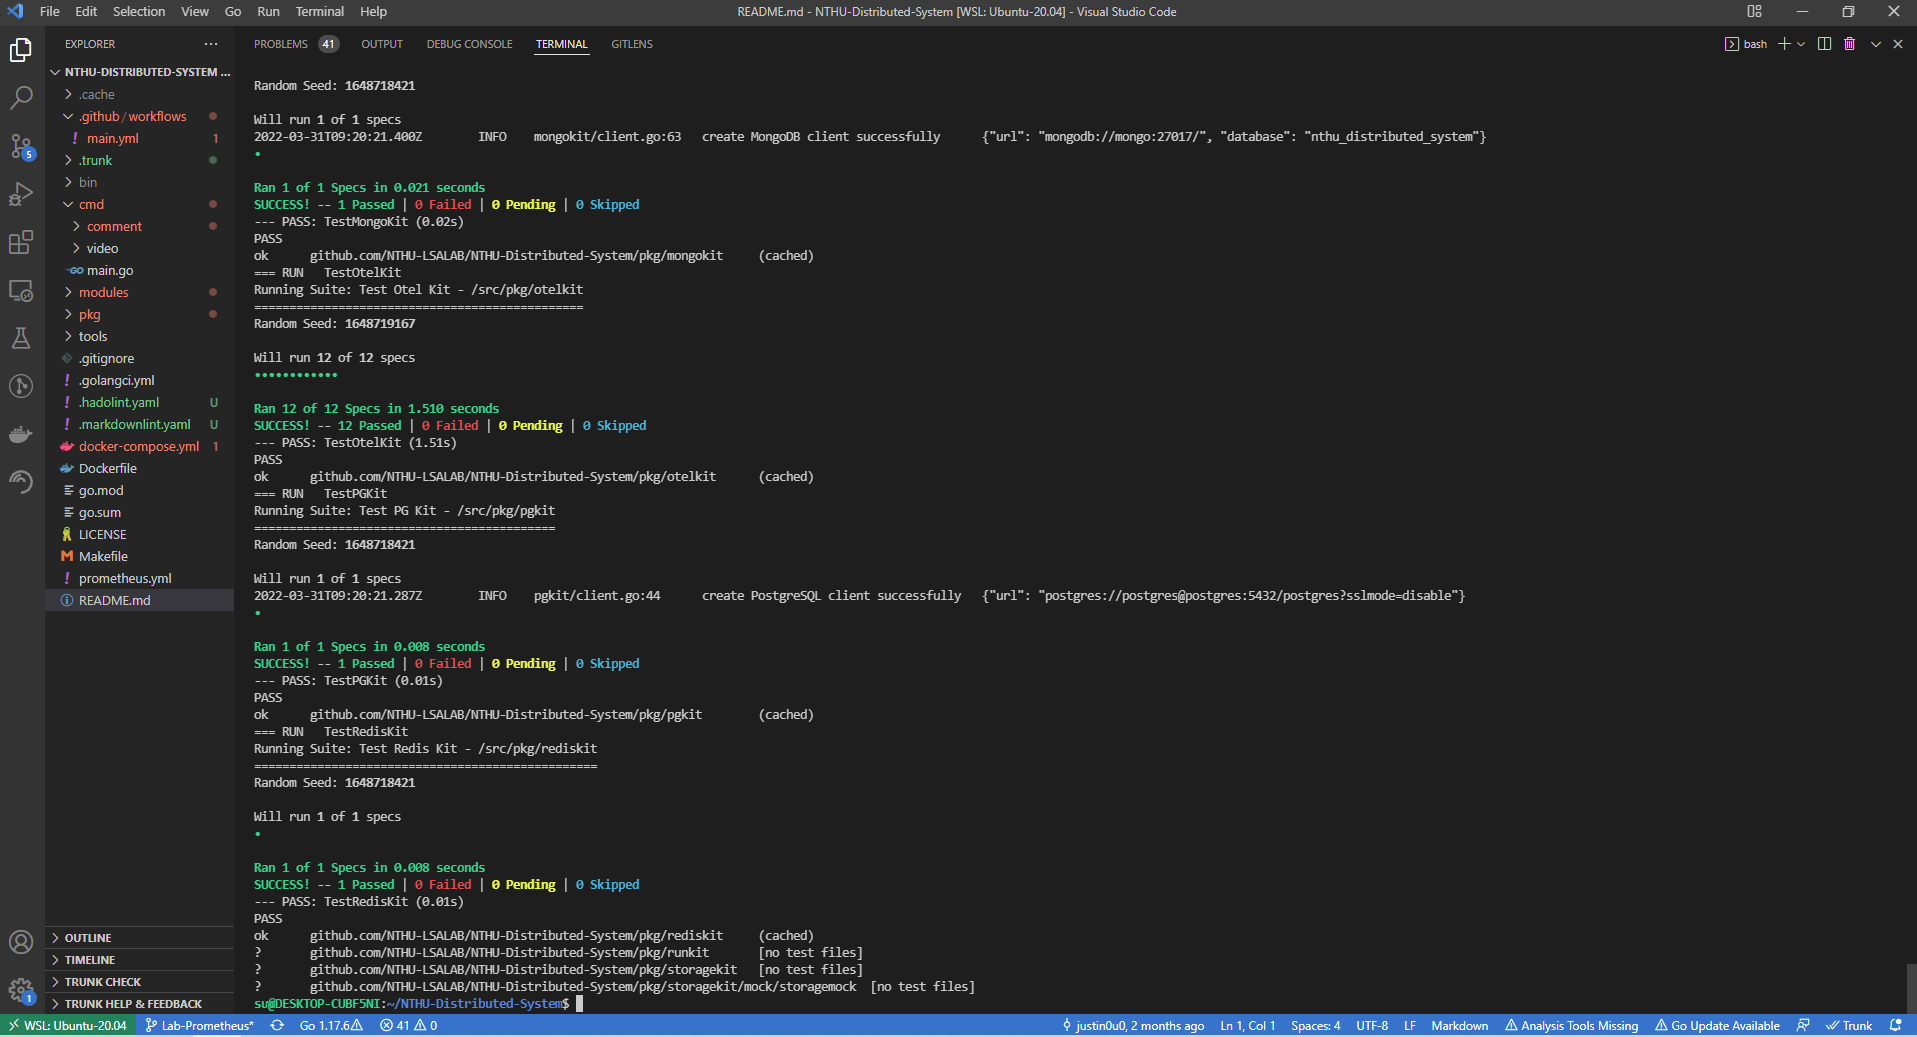 File Edit Selection View Go Run Terminal Help
README.md - NTHU-Distributed-System [WSL: Ubuntu-20.04] - Visual Studio Code
EXPLORER ...
NTHU-DISTRIBUTED-SYSTEM ...
.cache
.github / workflows
! main.yml 1
.trunk
bin
cmd
comment
video
GO main.go
modules
pkg
tools
.gitignore
! .golangci.yml
! .hadolint.yaml U
! .markdownlint.yaml U
docker-compose.yml 1
Dockerfile
go.mod
go.sum
LICENSE
M Makefile
! prometheus.yml
README.md
OUTLINE
TIMELINE
TRUNK CHECK
TRUNK HELP & FEEDBACK
5
1
PROBLEMS 41 OUTPUT DEBUG CONSOLE TERMINAL GITLENS
bash
Random Seed: 1648718421
Will run 1 of 1 specs
2022-03-31T09:20:21.400Z INFO mongokit/client.go:63 create MongoDB client successfully {"url": "mongodb://mongo:27017/", "database": "nthu_distributed_system"}
•
Ran 1 of 1 Specs in 0.021 seconds
SUCCESS! -- 1 Passed | 0 Failed | 0 Pending | 0 Skipped
--- PASS: TestMongoKit (0.02s)
PASS
ok github.com/NTHU-LSALAB/NTHU-Distributed-System/pkg/mongokit (cached)
=== RUN TestOtelKit
Running Suite: Test Otel Kit - /src/pkg/otelkit
===============================================
Random Seed: 1648719167
Will run 12 of 12 specs
••••••••••••
Ran 12 of 12 Specs in 1.510 seconds
SUCCESS! -- 12 Passed | 0 Failed | 0 Pending | 0 Skipped
--- PASS: TestOtelKit (1.51s)
PASS
ok github.com/NTHU-LSALAB/NTHU-Distributed-System/pkg/otelkit (cached)
=== RUN TestPGKit
Running Suite: Test PG Kit - /src/pkg/pgkit
===========================================
Random Seed: 1648718421
Will run 1 of 1 specs
2022-03-31T09:20:21.287Z INFO pgkit/client.go:44 create PostgreSQL client successfully {"url": "postgres://postgres@postgres:5432/postgres?sslmode=disable"}
•
Ran 1 of 1 Specs in 0.008 seconds
SUCCESS! -- 1 Passed | 0 Failed | 0 Pending | 0 Skipped
--- PASS: TestPGKit (0.01s)
PASS
ok github.com/NTHU-LSALAB/NTHU-Distributed-System/pkg/pgkit (cached)
=== RUN TestRedisKit
Running Suite: Test Redis Kit - /src/pkg/rediskit
=================================================
Random Seed: 1648718421
Will run 1 of 1 specs
•
Ran 1 of 1 Specs in 0.008 seconds
SUCCESS! -- 1 Passed | 0 Failed | 0 Pending | 0 Skipped
--- PASS: TestRedisKit (0.01s)
PASS
ok github.com/NTHU-LSALAB/NTHU-Distributed-System/pkg/rediskit (cached)
? github.com/NTHU-LSALAB/NTHU-Distributed-System/pkg/runkit [no test files]
? github.com/NTHU-LSALAB/NTHU-Distributed-System/pkg/storagekit [no test files]
? github.com/NTHU-LSALAB/NTHU-Distributed-System/pkg/storagekit/mock/storagemock [no test files]
su@DESKTOP-CUBF5NI:~/NTHU-Distributed-System$
WSL: Ubuntu-20.04 Lab-Prometheus* Go 1.17.6 41 0 justin0u0, 2 months ago Ln 1, Col 1 Spaces: 4 UTF-8 LF Markdown Analysis Tools Missing Go Update Available Trunk